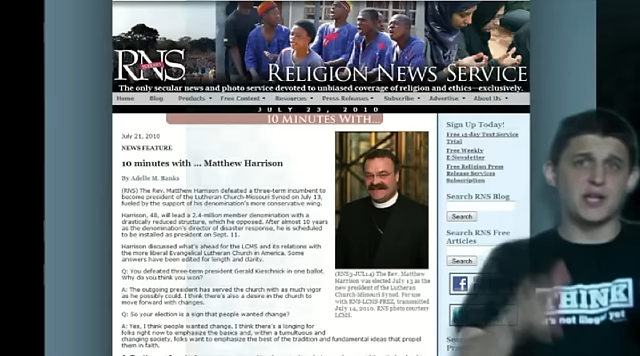 RNS
RELIGION NEWS SERVICE
The only secular news and photo service devoted to unbiased coverage of religion and ethics—exclusively.
Home Blog Products Free Content Resources Press Releases Subscribe Advertise About Us
JULY 23, 2010
10 MINUTES WITH...
July 21, 2010
NEWS FEATURE
10 minutes with ... Matthew Harrison
By Adelle M. Banks
(RNS) The Rev. Matthew Harrison defeated a three-term incumbent to
become president of the Lutheran Church-Missouri Synod on July 13,
fueled by the support of his denomination's more conservative wing.
Harrison, 48, will lead a 2.4-million member denomination with a
drastically reduced structure, which he opposed. After almost 10 years
as the denomination's director of disaster response, he is scheduled
to be installed as president on Sept. 11.
Harrison discussed what's ahead for the LCMS and its relations with
the more liberal Evangelical Lutheran Church in America. Some
answers have been edited for length and clarity.
Q: You defeated three-term president Gerald Kieschnick in one ballot.
Why do you think you won?
A: The outgoing president has served the church with as much vigor
as he possibly could. I think there's also a desire in the church to
move forward with changes.
Q: So your election is a sign that people wanted change?
A: Yes, I think people wanted change, I think there's a longing for
folks right now to emphasize the basics and, within a tumultuous and
changing society, folks want to emphasize the best of the tradition and fundamental ideas that propel
them in faith.
(RNS3-JUL14) The Rev. Matthew
Harrison was elected July 13 as the
new president of the Lutheran
Church-Missouri Synod. For use
with RNS-LCMS-PREZ, transmitted
July 14, 2010. RNS photo courtesy
LCMS.
Sign Up Today!
Free 15-day Text Service
Trial
Free Weekly
E-Newsletter
Free Religion Press
Release Services
Subscription
Search RNS Blog
Search
Search RNS Free
Articles
Search
f
THINK
It's not illegal yet